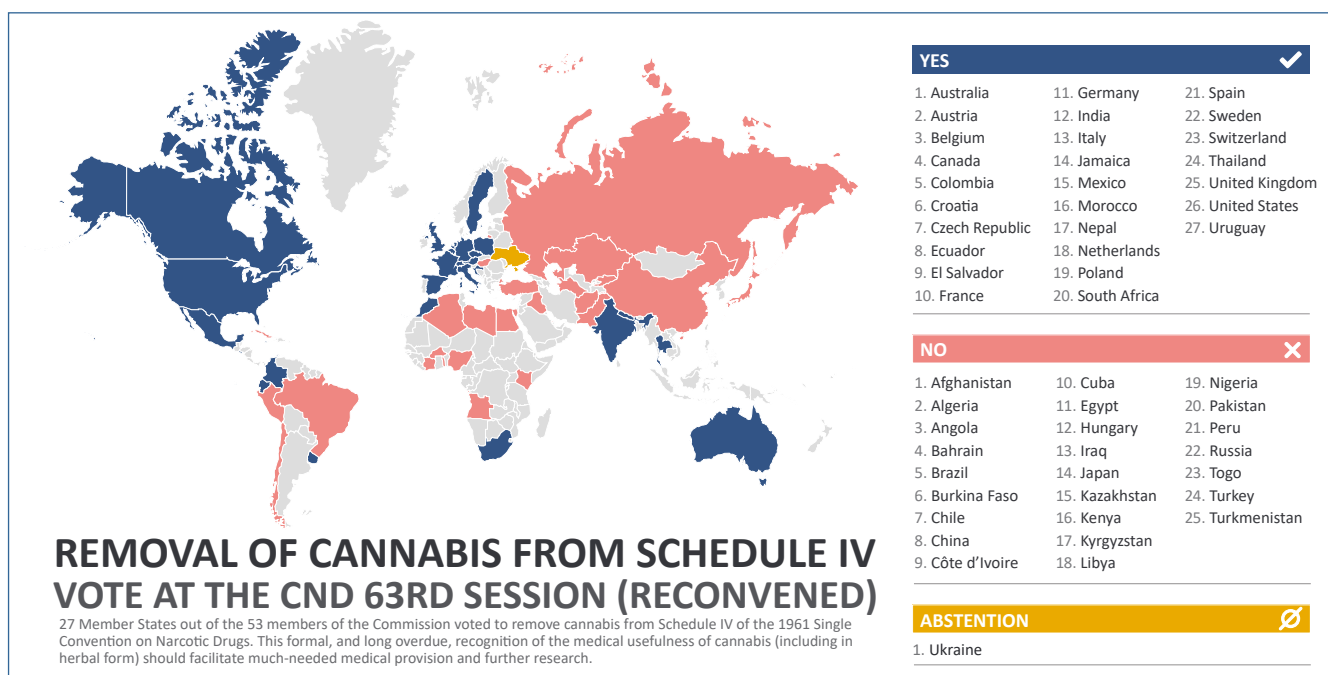 YES
1. Australia
2. Austria
3. Belgium
4. Canada
5. Colombia
6. Croatia
7. Czech Republic
8. Ecuador
9. El Salvador
10. France
11. Germany
12. India
13. Italy
14. Jamaica
15. Mexico
16. Morocco
17. Nepal
18. Netherlands
19. Poland
20. South Africa
21. Spain
22. Sweden
23. Switzerland
24. Thailand
25. United Kingdom
26. United States
27. Uruguay
NO
1. Afghanistan
2. Algeria
3. Angola
4. Bahrain
5. Brazil
6. Burkina Faso
7. Chile
8. China
9. Côte d’Ivoire
10. Cuba
11. Egypt
12. Hungary
13. Iraq
14. Japan
15. Kazakhstan
16. Kenya
17. Kyrgyzstan
18. Libya
19. Nigeria
20. Pakistan
21. Peru
22. Russia
23. Togo
24. Turkey
25. Turkmenistan
ABSTENTION
1. Ukraine
REMOVAL OF CANNABIS FROM SCHEDULE IV
VOTE AT THE CND 63RD SESSION (RECONVENED)
27 Member States out of the 53 members of the Commission voted to remove cannabis from Schedule IV of the 1961 Single
Convention on Narcotic Drugs. This formal, and long overdue, recognition of the medical usefulness of cannabis (including in
herbal form) should facilitate much-needed medical provision and further research.